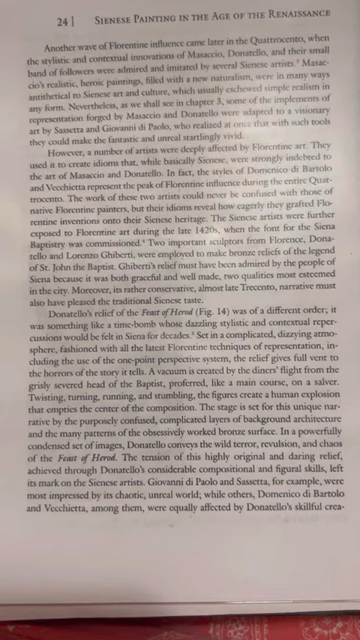 24 | SIENESE PAINTING IN THE AGE OF THE RENAISSANCE
Another wave of Florentine influence came later in the Quattrocento, when
the stylistic and contextual innovations of Masaccio, Donatello, and their small
band of followers were admired and imitated by several Sienese artists.³ Masac-
cio's realistic, heroic paintings, filled with a new naturalism, were in many ways
antithetical to Sienese art and culture, which usually eschewed simple realism in
any form. Nevertheless, as we shall see in chapter 3, some of the implements of
representation forged by Masaccio and Donatello were adapted to a visionary
art by Sassetta and Giovanni di Paolo, who realized at once that with such tools
they could make the fantastic and unreal startlingly vivid.
However, a number of artists were deeply affected by Florentine art. They
used it to create idioms that, while basically Sienese, were strongly indebted to
the art of Masaccio and Donatello. In fact, the styles of Domenico di Bartolo
and Vecchietta represent the peak of Florentine influence during the entire Quat-
trocento. The work of these two artists could never be confused with those of
native Florentine painters, but their idioms reveal how eagerly they grafted Flo-
rentine inventions onto their Sienese heritage. The Sienese artists were further
exposed to Florentine art during the late 1420s, when the font for the Siena
Baptistry was commissioned.⁴ Two important sculptors from Florence, Dona-
tello and Lorenzo Ghiberti, were employed to make bronze reliefs of the legend
of St. John the Baptist. Ghiberti's relief must have been admired by the people of
Siena because it was both graceful and well made, two qualities most esteemed
in the city. Moreover, its rather conservative, almost late Trecento, narrative must
also have pleased the traditional Sienese taste.
Donatello's relief of the Feast of Herod (Fig. 14) was of a different order; it
was something like a time-bomb whose dazzling stylistic and contextual reper-
cussions would be felt in Siena for decades.⁵ Set in a complicated, dizzying atmo-
sphere, fashioned with all the latest Florentine techniques of representation, in-
cluding the use of the one-point perspective system, the relief gives full vent to
the horrors of the story it tells. A vacuum is created by the diners' flight from the
grisly severed head of the Baptist, proferred, like a main course, on a salver.
Twisting, turning, running, and stumbling, the figures create a human explosion
that empties the center of the composition. The stage is set for this unique nar-
rative by the purposely confused, complicated layers of background architecture
and the many patterns of the obsessively worked bronze surface. In a powerfully
condensed set of images, Donatello conveys the wild terror, revulsion, and chaos
of the Feast of Herod. The tension of this highly original and daring relief,
achieved through Donatello's considerable compositional and figural skills, left
its mark on the Sienese artists. Giovanni di Paolo and Sassetta, for example, were
most impressed by its chaotic, unreal world; while others, Domenico di Bartolo
and Vecchietta, among them, were equally affected by Donatello's skillful crea-